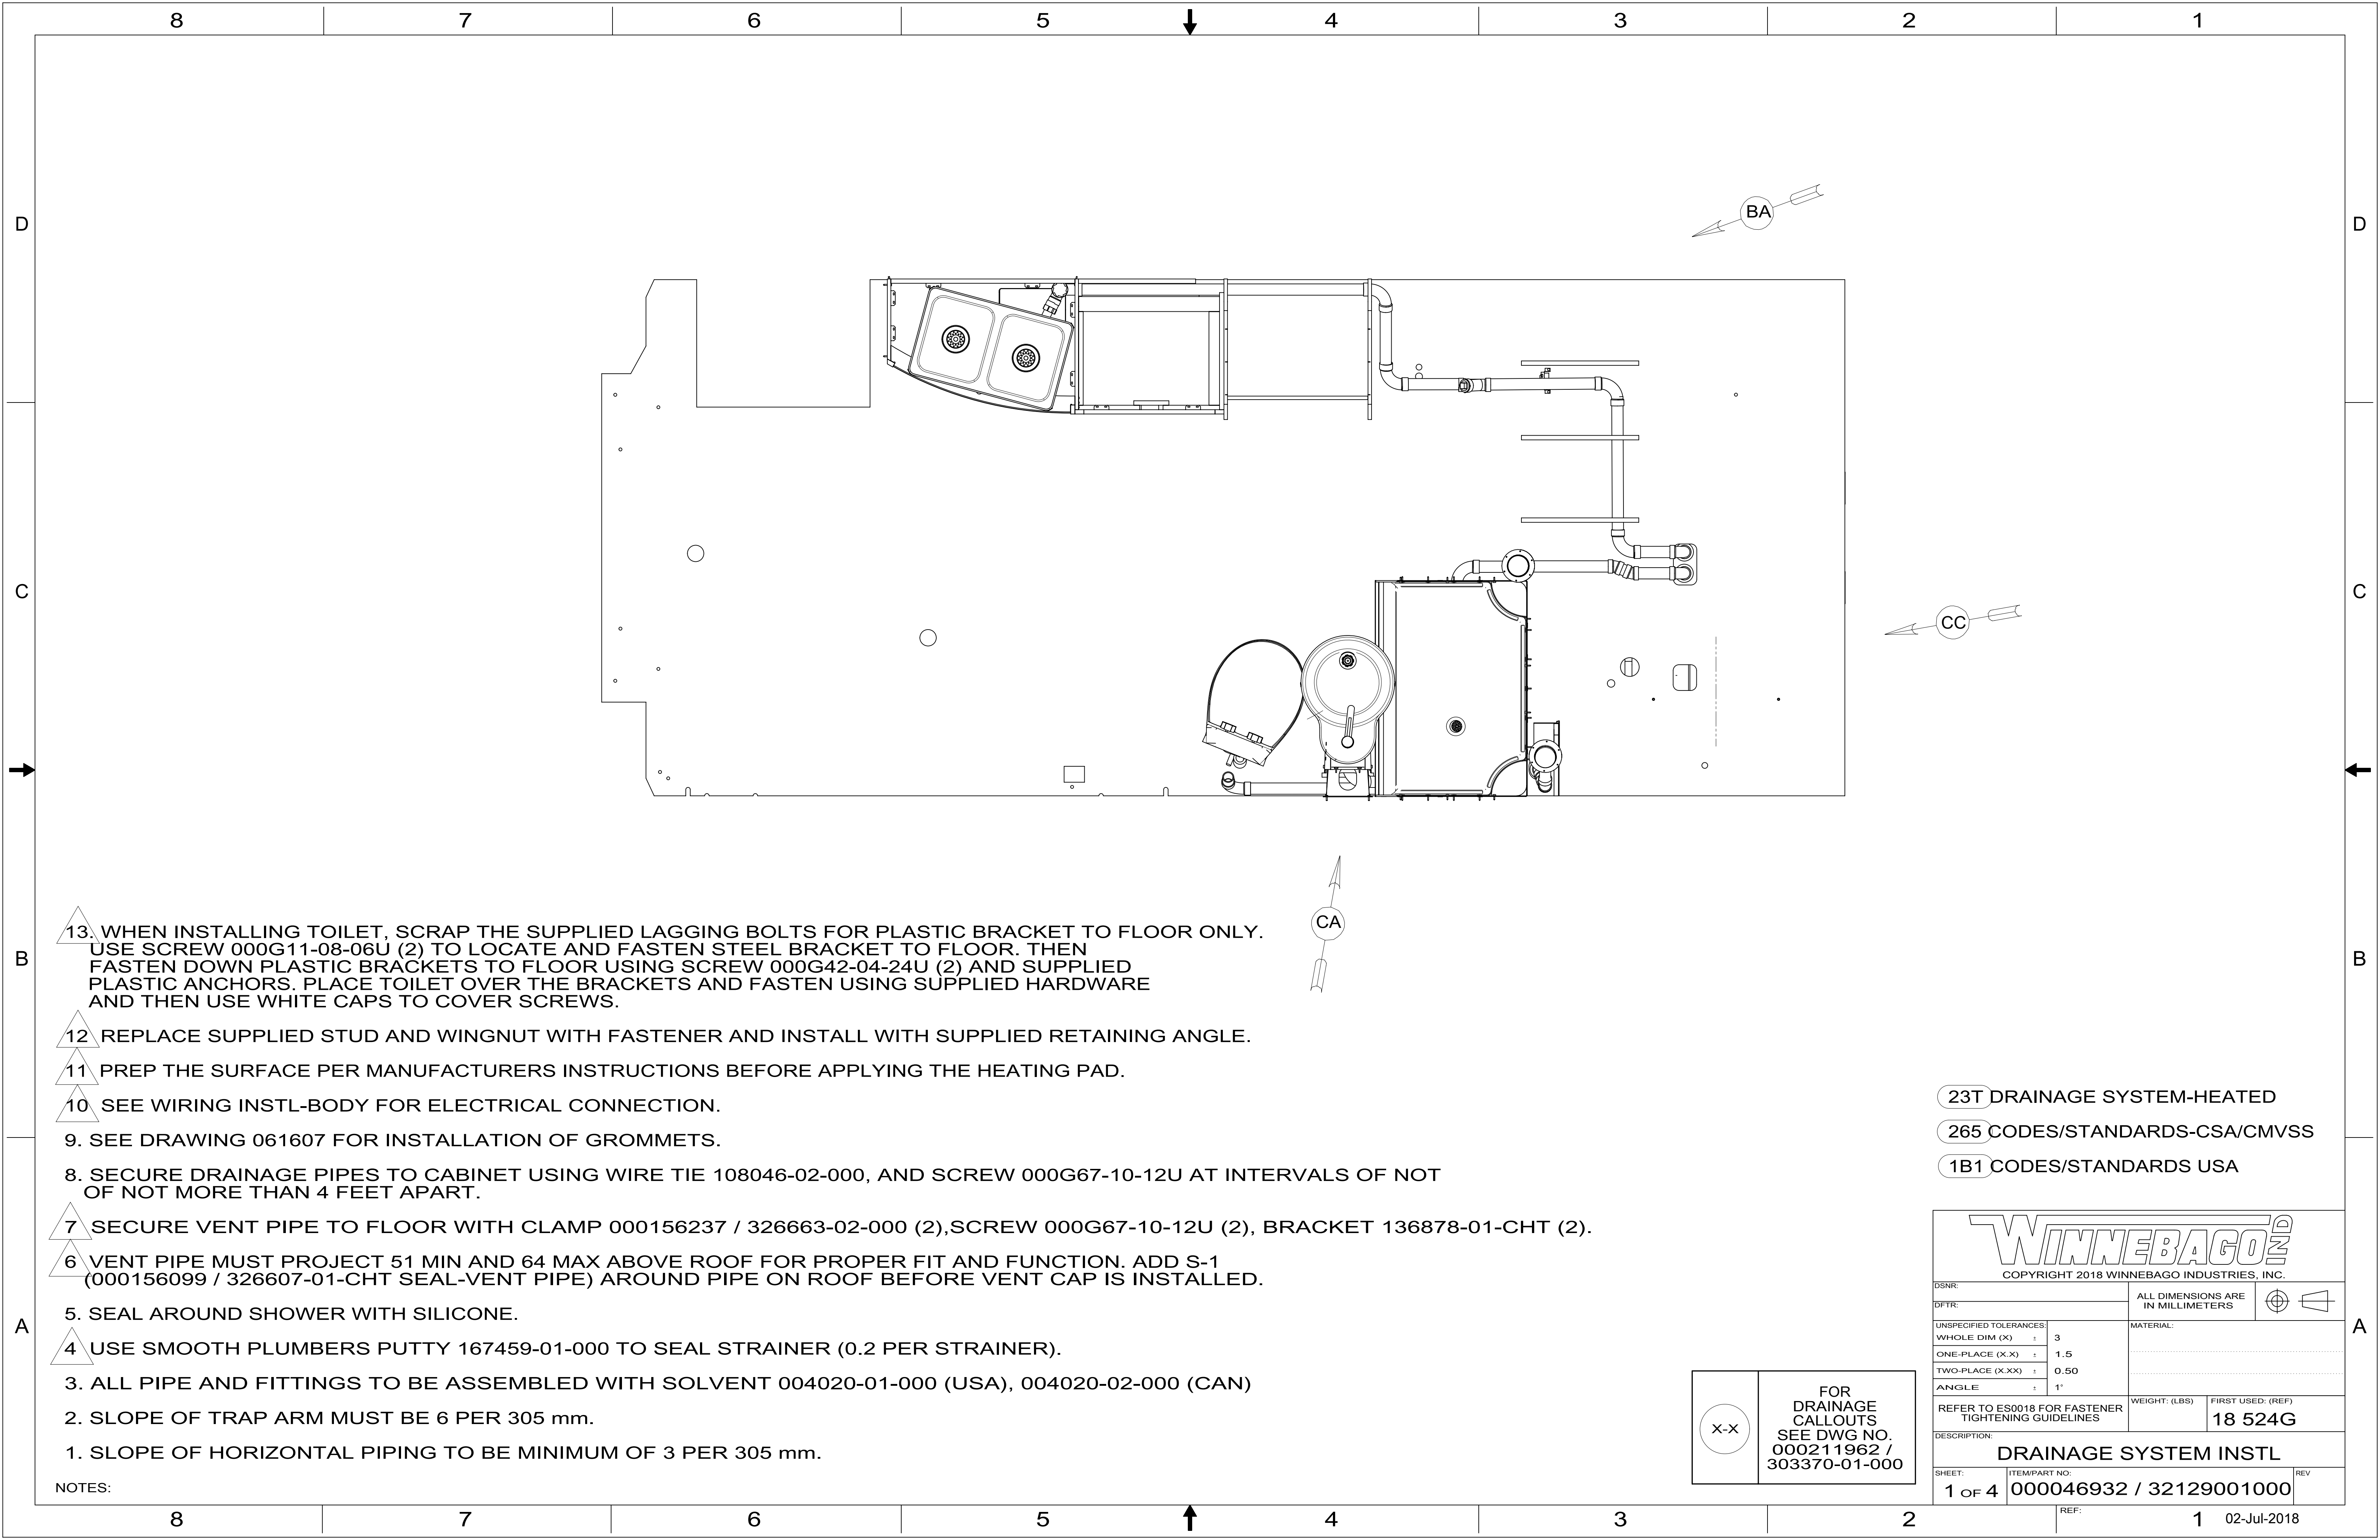 8 7 6 5 4 3 2 1
D D
BA
C C
CC
CA
B B
13. WHEN INSTALLING TOILET, SCRAP THE SUPPLIED LAGGING BOLTS FOR PLASTIC BRACKET TO FLOOR ONLY.
USE SCREW 000G11-08-06U (2) TO LOCATE AND FASTEN STEEL BRACKET TO FLOOR. THEN
FASTEN DOWN PLASTIC BRACKETS TO FLOOR USING SCREW 000G42-04-24U (2) AND SUPPLIED
PLASTIC ANCHORS. PLACE TOILET OVER THE BRACKETS AND FASTEN USING SUPPLIED HARDWARE
AND THEN USE WHITE CAPS TO COVER SCREWS.
12 REPLACE SUPPLIED STUD AND WINGNUT WITH FASTENER AND INSTALL WITH SUPPLIED RETAINING ANGLE.
11 PREP THE SURFACE PER MANUFACTURERS INSTRUCTIONS BEFORE APPLYING THE HEATING PAD.
10 SEE WIRING INSTL-BODY FOR ELECTRICAL CONNECTION.
9. SEE DRAWING 061607 FOR INSTALLATION OF GROMMETS.
8. SECURE DRAINAGE PIPES TO CABINET USING WIRE TIE 108046-02-000, AND SCREW 000G67-10-12U AT INTERVALS OF NOT
OF NOT MORE THAN 4 FEET APART.
7 SECURE VENT PIPE TO FLOOR WITH CLAMP 000156237 / 326663-02-000 (2),SCREW 000G67-10-12U (2), BRACKET 136878-01-CHT (2).
6 VENT PIPE MUST PROJECT 51 MIN AND 64 MAX ABOVE ROOF FOR PROPER FIT AND FUNCTION. ADD S-1
(000156099 / 326607-01-CHT SEAL-VENT PIPE) AROUND PIPE ON ROOF BEFORE VENT CAP IS INSTALLED.
5. SEAL AROUND SHOWER WITH SILICONE.
4 USE SMOOTH PLUMBERS PUTTY 167459-01-000 TO SEAL STRAINER (0.2 PER STRAINER).
3. ALL PIPE AND FITTINGS TO BE ASSEMBLED WITH SOLVENT 004020-01-000 (USA), 004020-02-000 (CAN)
2. SLOPE OF TRAP ARM MUST BE 6 PER 305 mm.
1. SLOPE OF HORIZONTAL PIPING TO BE MINIMUM OF 3 PER 305 mm.
NOTES:
23T DRAINAGE SYSTEM-HEATED
265 CODES/STANDARDS-CSA/CMVSS
1B1 CODES/STANDARDS USA
A A
X-X
FOR
DRAINAGE
CALLOUTS
SEE DWG NO.
000211962 /
303370-01-000
WINNEBAGO IND
COPYRIGHT 2018 WINNEBAGO INDUSTRIES, INC.
DSNR:
DFTR:
ALL DIMENSIONS ARE
IN MILLIMETERS
UNSPECIFIED TOLERANCES:
WHOLE DIM (X) ± 3
ONE-PLACE (X.X) ± 1.5
TWO-PLACE (X.XX) ± 0.50
ANGLE ± 1°
MATERIAL:
REFER TO ES0018 FOR FASTENER
TIGHTENING GUIDELINES
WEIGHT: (LBS)
FIRST USED: (REF)
18 524G
DESCRIPTION:
DRAINAGE SYSTEM INSTL
SHEET:
1 OF 4
ITEM/PART NO:
000046932 / 32129001000
REV
REF:
8 7 6 5 4 3 2 1
02-Jul-2018